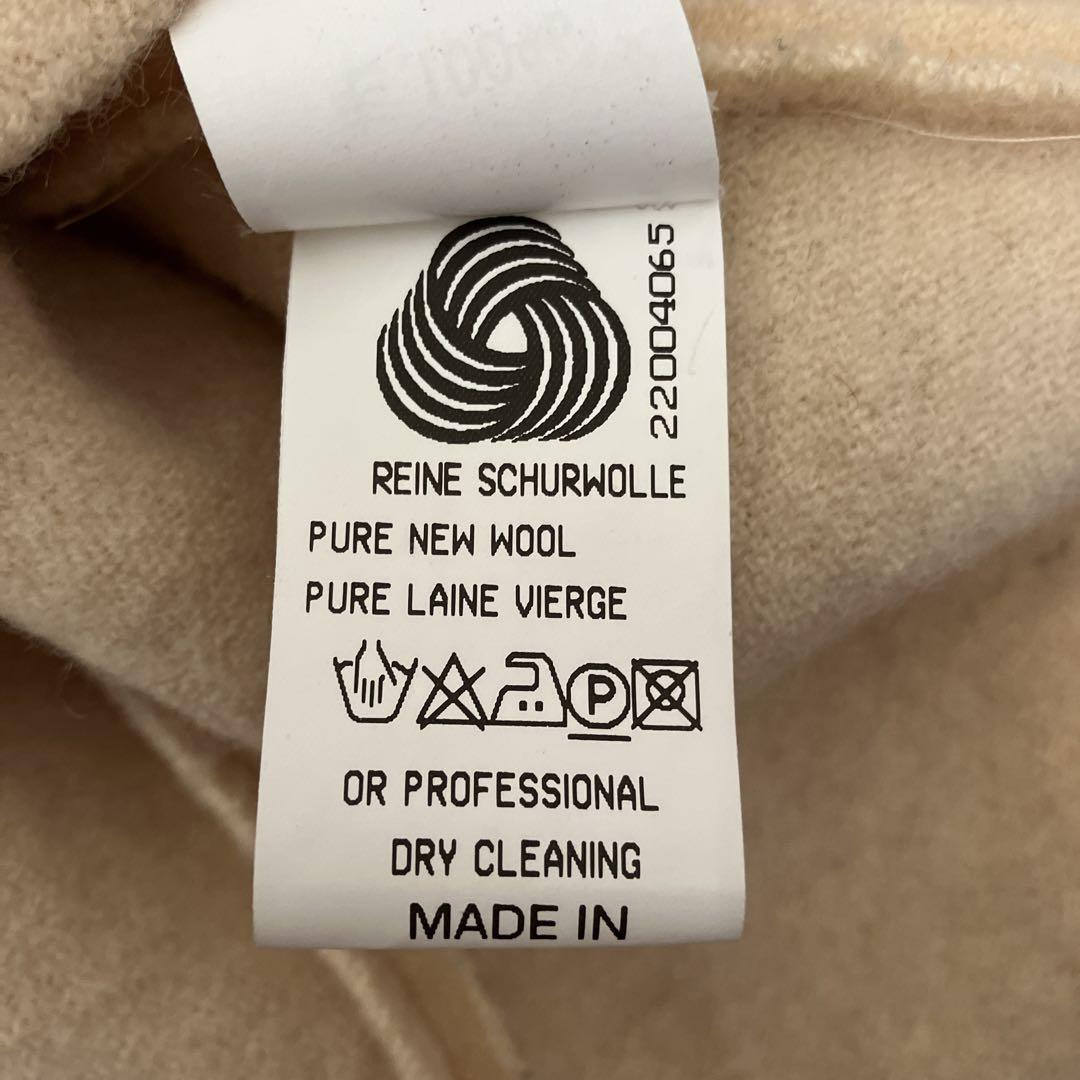 22004065
REINE SCHURWOLLE
PURE NEW WOOL
PURE LAINE VIERGE
P
OR PROFESSIONAL
DRY CLEANING
MADE IN